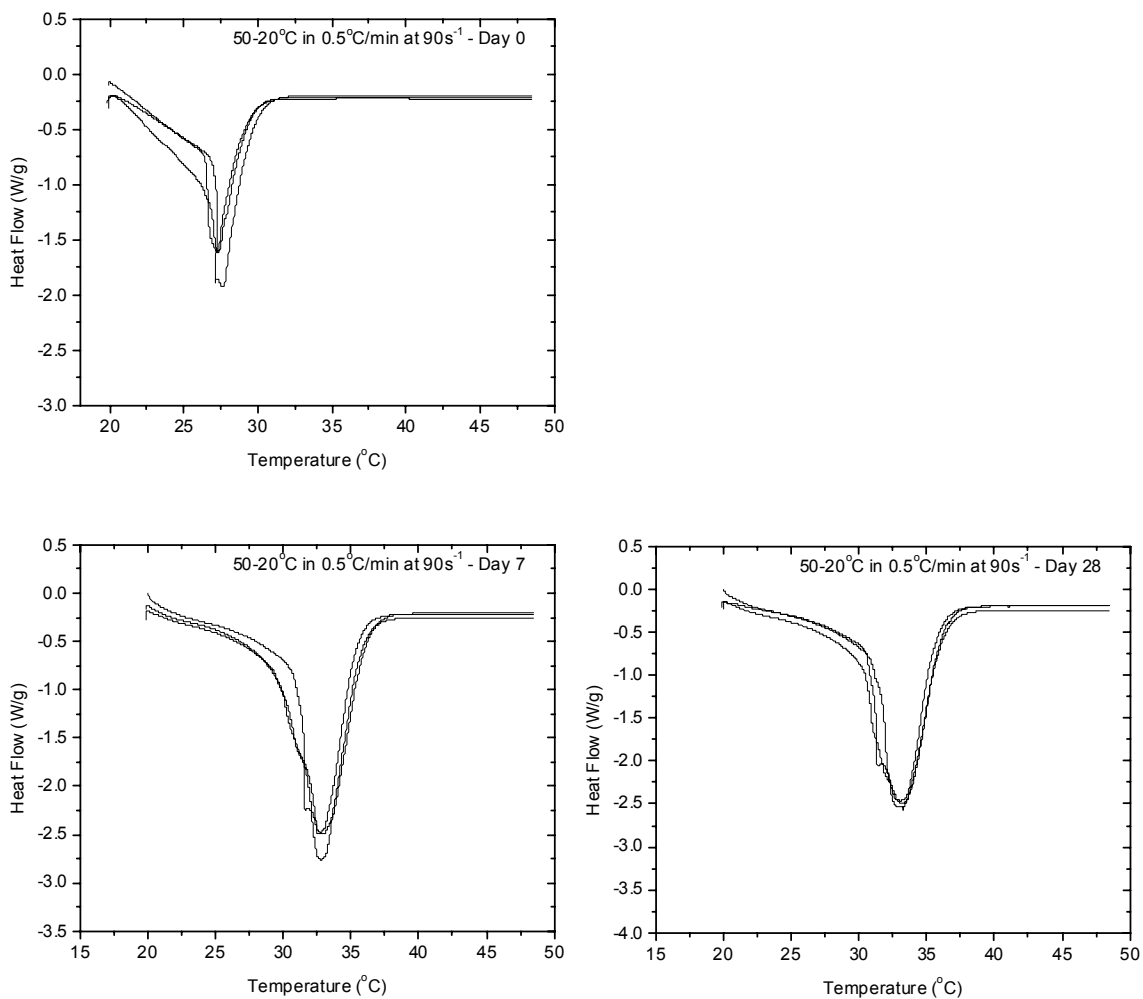 50-20°C in 0.5°C/min at 90s⁻¹ - Day 0
0.5
0.0
-0.5
-1.0
-1.5
-2.0
-2.5
-3.0
Heat Flow (W/g)
20 25 30 35 40 45 50
Temperature (°C)
50-20°C in 0.5°C/min at 90s⁻¹ - Day 7
0.5
0.0
-0.5
-1.0
-1.5
-2.0
-2.5
-3.0
-3.5
Heat Flow (W/g)
15 20 25 30 35 40 45 50
Temperature (°C)
50-20°C in 0.5°C/min at 90s⁻¹ - Day 28
0.5
0.0
-0.5
-1.0
-1.5
-2.0
-2.5
-3.0
-3.5
-4.0
Heat Flow (W/g)
15 20 25 30 35 40 45 50
Temperature (°C)